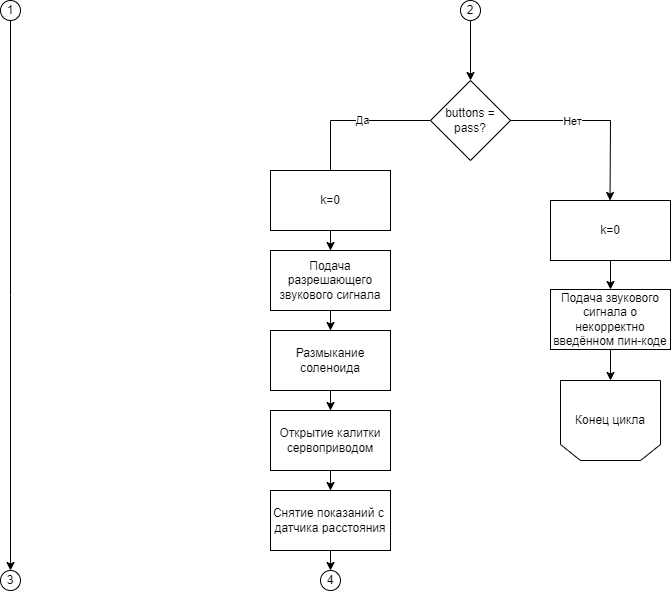 1
2
buttons =
pass?
Да
Нет
k=0
k=0
Подача
разрешающего
звукового сигнала
Подача звукового
сигнала о
некорректно
введённом пин-коде
Размыкание
соленоида
Конец цикла
Открытие калитки
сервоприводом
Снятие показаний с
датчика расстояния
3
4